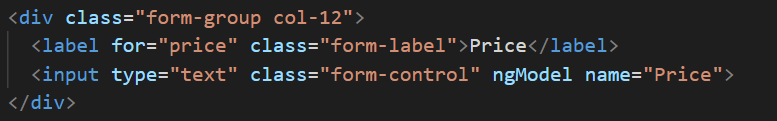 <div class="form-group col-12">
<label for="price" class="form-label">Price</label>
<input type="text" class="form-control" ngModel name="Price">
</div>